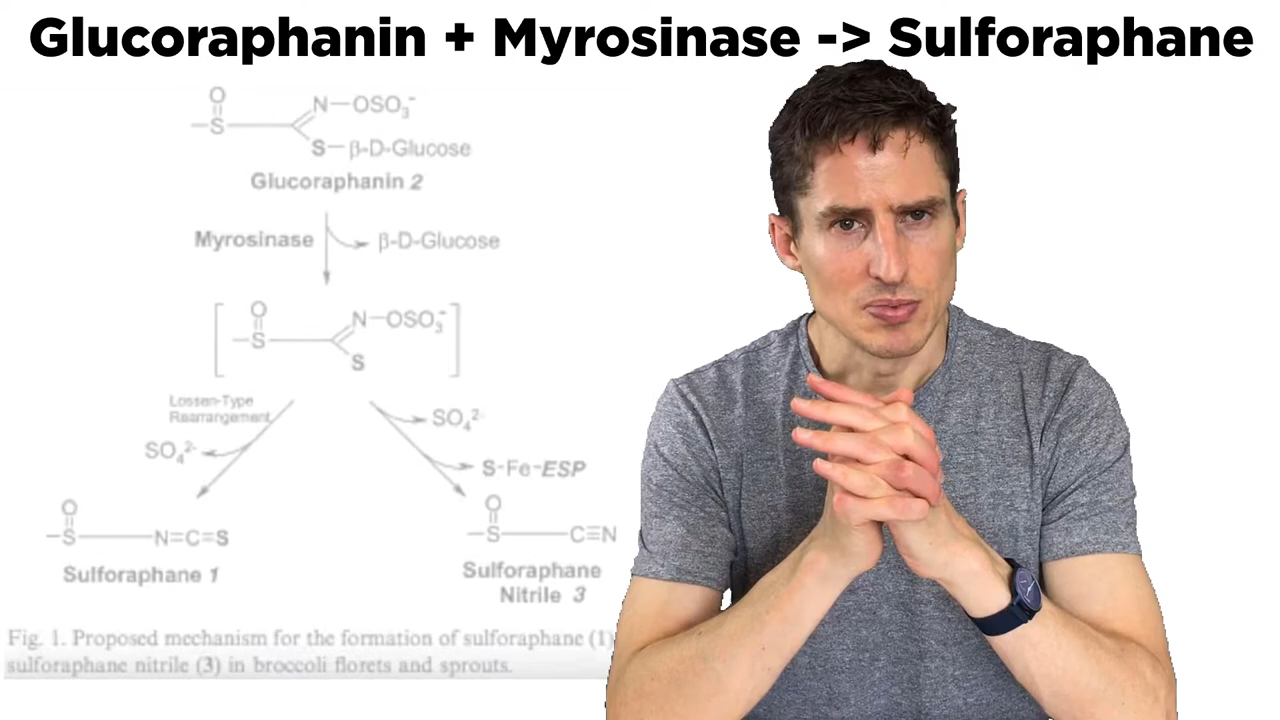 Glucoraphanin + Myrosinase -> Sulforaphane
O
S
N—OSO₃⁻
S—β-D-Glucose
Glucoraphanin 2
Myrosinase
β-D-Glucose
O
S
N—OSO₃⁻
S
Lossen-Type
Rearrangement
SO₄²⁻
SO₄²⁻
S-Fe-ESP
O
S
N=C=S
O
S
C≡N
Sulforaphane 1
Sulforaphane
Nitrile 3
Fig. 1. Proposed mechanism for the formation of sulforaphane (1)
sulforaphane nitrile (3) in broccoli florets and sprouts.